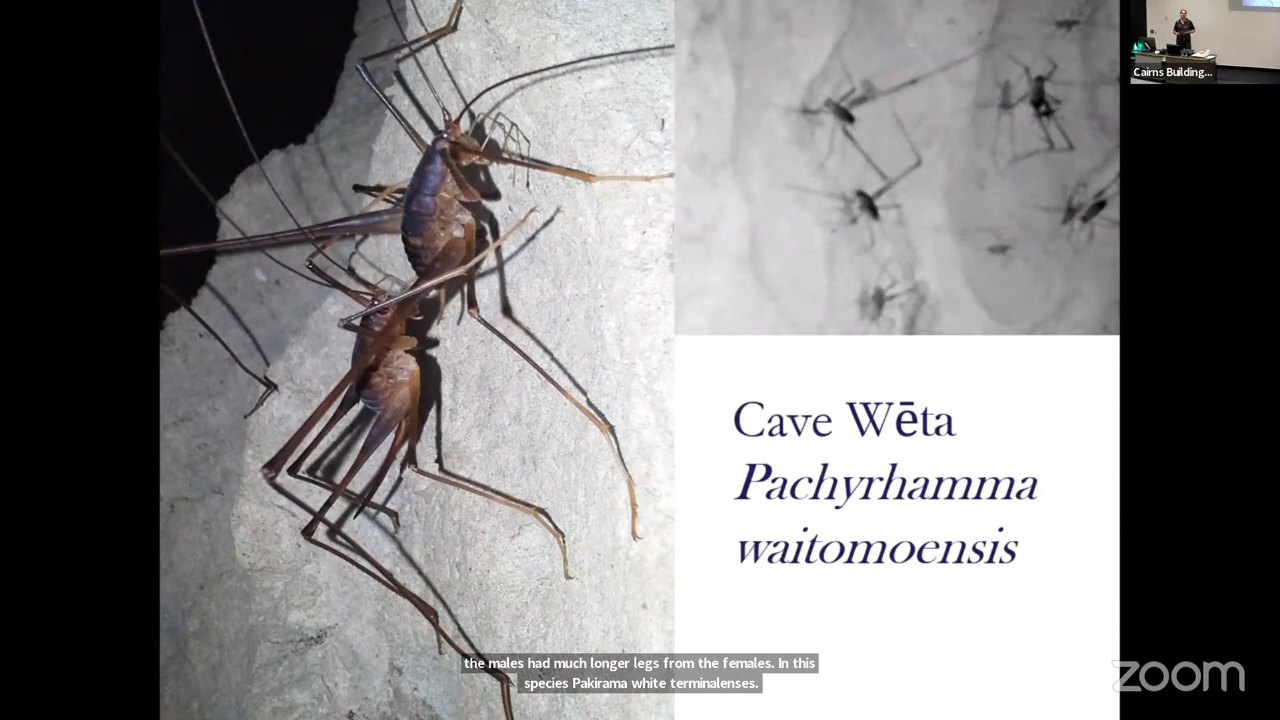 Cairns Building...
Cave Wēta
Pachyrhamma
waitomoensis
the males had much longer legs from the females. In this
species Pakirama white terminalenses.
zoom